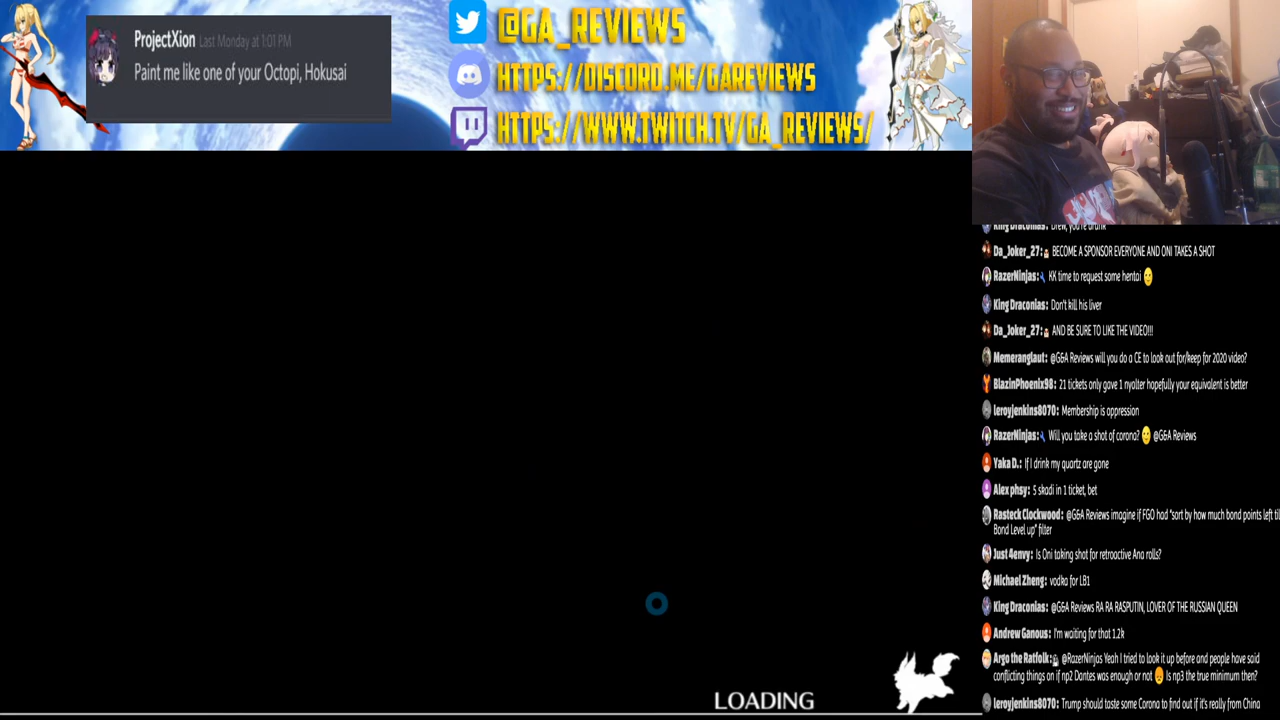 ProjectXion Last Monday at 1:01 PM
Paint me like one of your Octopi, Hokusai
@GA_REVIEWS
HTTPS://DISCORD.ME/GAREVIEWS
HTTPS://WWW.TWITCH.TV/GA_REVIEWS/
King Draconias: Drew, you're drunk
Da_Joker_27: BECOME A SPONSOR EVERYONE AND ONI TAKES A SHOT
RazerNinjas: KK time to request some hentai
King Draconias: Don't kill his liver
Da_Joker_27: AND BE SURE TO LIKE THE VIDEO!!!
Memeranglaut: @G&A Reviews will you do a CE to look out for/keep for 2020 video?
BlazinPhoenix98: 21 tickets only gave 1 nyalter hopefully your equivalent is better
leroyjenkins8070: Membership is oppression
RazerNinjas: Will you take a shot of corona? @G&A Reviews
Yaka D.: If I drink my quartz are gone
Alex phsy: 5 skadi in 1 ticket, bet
Rasteck Clockwood: @G&A Reviews imagine if FGO had "sort by how much bond points left til
Bond Level up" filter
Just 4envy: Is Oni taking shot for retroactive Ana rolls?
Michael Zheng: vodka for LB1
King Draconias: @G&A Reviews RA RA RASPUTIN, LOVER OF THE RUSSIAN QUEEN
Andrew Ganous: I'm waiting for that 1.2k
Argo the Ratfolk: @RazerNinjas Yeah I tried to look it up before and people have said
conflicting things on if np2 Dantes was enough or not Is np3 the true minimum then?
leroyjenkins8070: Trump should taste some Corona to find out if it's really from China
LOADING